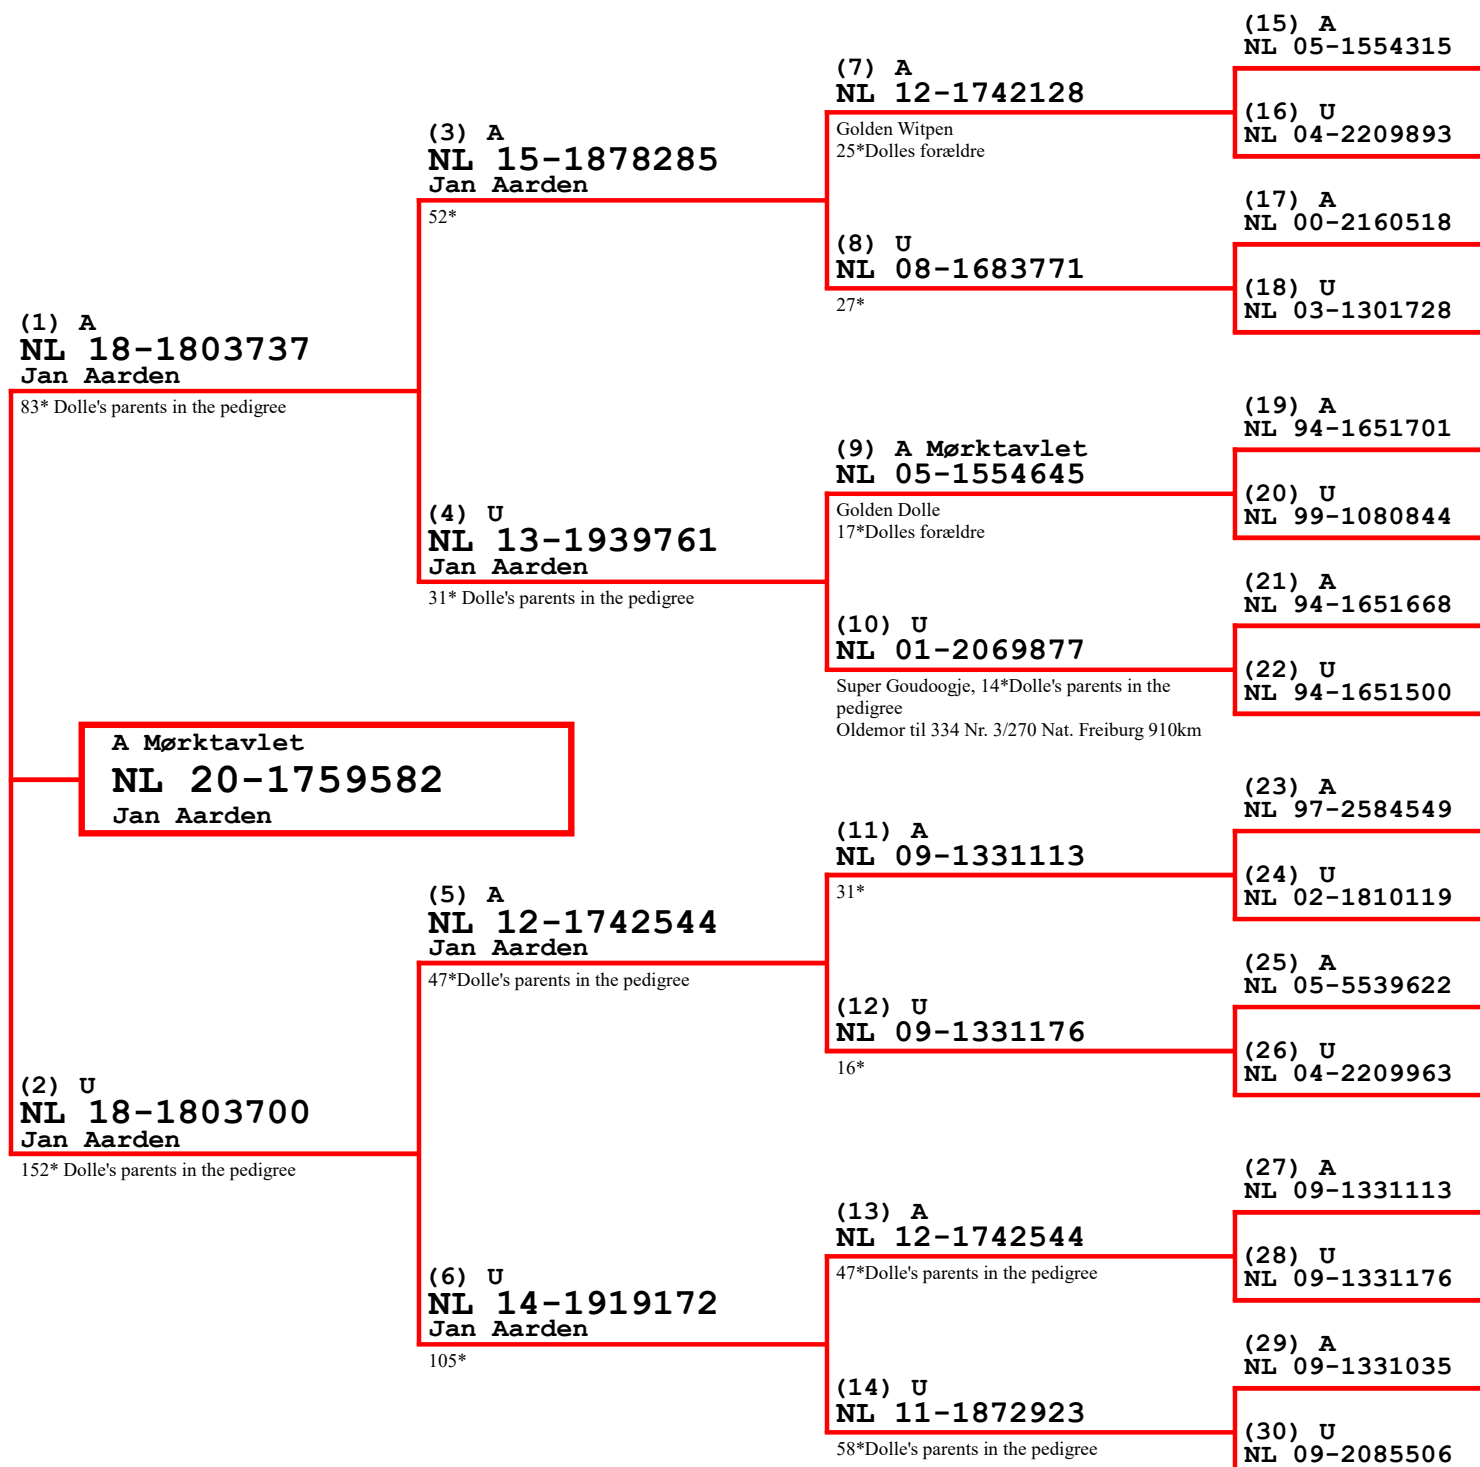 (1) A
NL 18-1803737
Jan Aarden
83* Dolle's parents in the pedigree
A Mørktavlet
NL 20-1759582
Jan Aarden
(2) U
NL 18-1803700
Jan Aarden
152* Dolle's parents in the pedigree
(3) A
NL 15-1878285
Jan Aarden
52*
(4) U
NL 13-1939761
Jan Aarden
31* Dolle's parents in the pedigree
(5) A
NL 12-1742544
Jan Aarden
47*Dolle's parents in the pedigree
(6) U
NL 14-1919172
Jan Aarden
105*
(7) A
NL 12-1742128
Golden Witpen
25*Dolles forældre
(8) U
NL 08-1683771
27*
(9) A Mørktavlet
NL 05-1554645
Golden Dolle
17*Dolles forældre
(10) U
NL 01-2069877
Super Goudoogje, 14*Dolle's parents in the
pedigree
Oldemor til 334 Nr. 3/270 Nat. Freiburg 910km
(11) A
NL 09-1331113
31*
(12) U
NL 09-1331176
16*
(13) A
NL 12-1742544
47*Dolle's parents in the pedigree
(14) U
NL 11-1872923
58*Dolle's parents in the pedigree
(15) A
NL 05-1554315
(16) U
NL 04-2209893
(17) A
NL 00-2160518
(18) U
NL 03-1301728
(19) A
NL 94-1651701
(20) U
NL 99-1080844
(21) A
NL 94-1651668
(22) U
NL 94-1651500
(23) A
NL 97-2584549
(24) U
NL 02-1810119
(25) A
NL 05-5539622
(26) U
NL 04-2209963
(27) A
NL 09-1331113
(28) U
NL 09-1331176
(29) A
NL 09-1331035
(30) U
NL 09-2085506